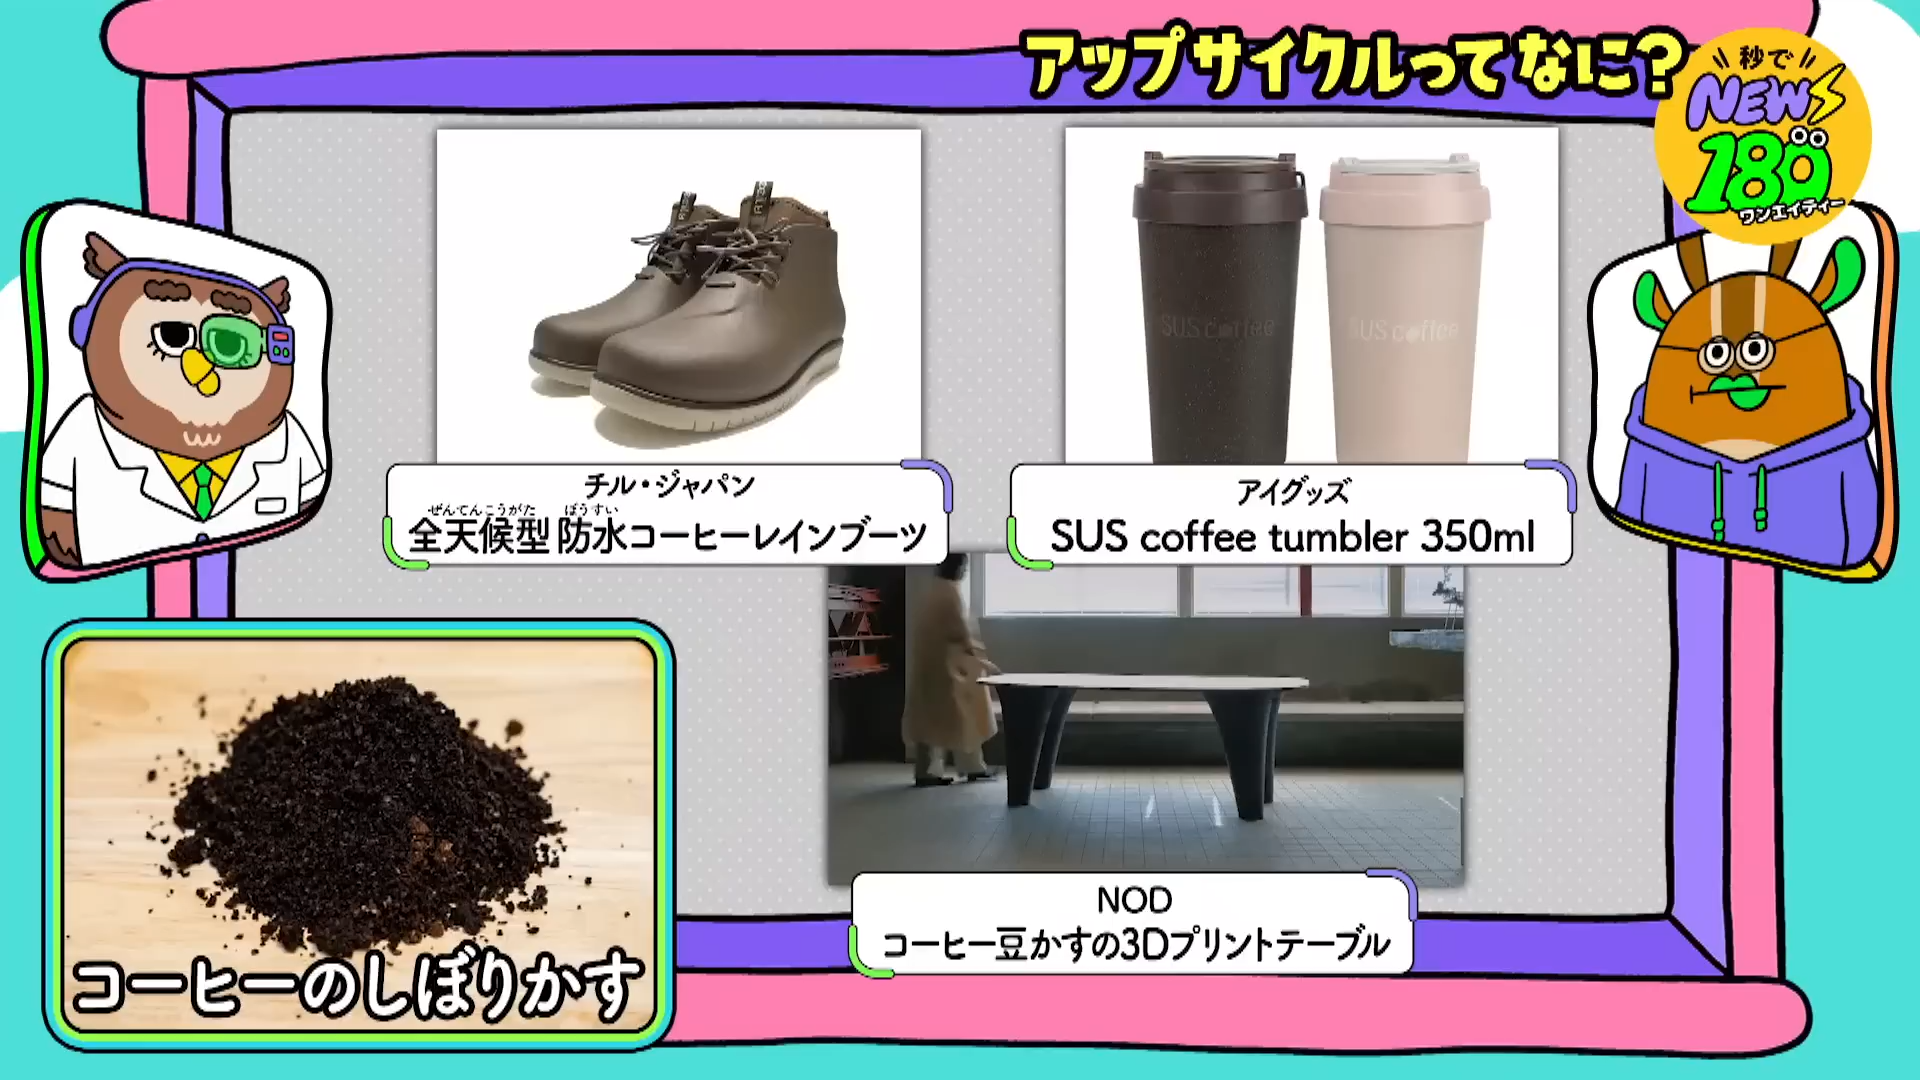 アップサイクルってなに?
秒で
NEWS
180
ワンエイティー
SUS coffee
SUS coffee
チル・ジャパン
ぜんてんこうがた ぼうすい
全天候型 防水コーヒーレインブーツ
アイグッズ
SUS coffee tumbler 350ml
NOD
コーヒー豆かすの3Dプリントテーブル
コーヒーのしぼりかす